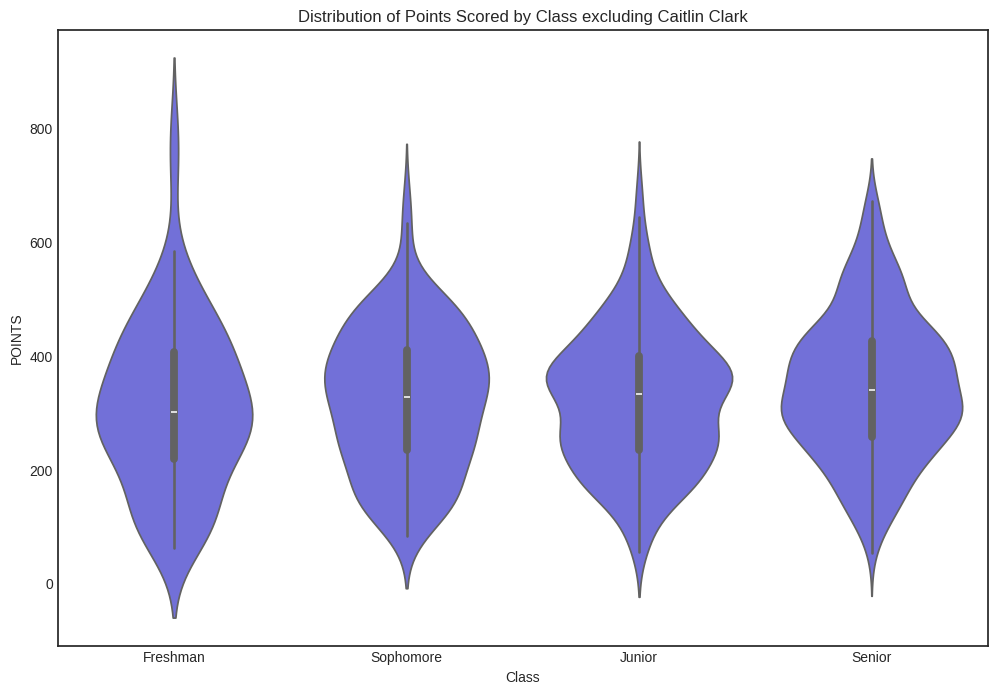 Distribution of Points Scored by Class excluding Caitlin Clark
POINTS
800
600
400
200
0
Freshman Sophomore Junior Senior
Class